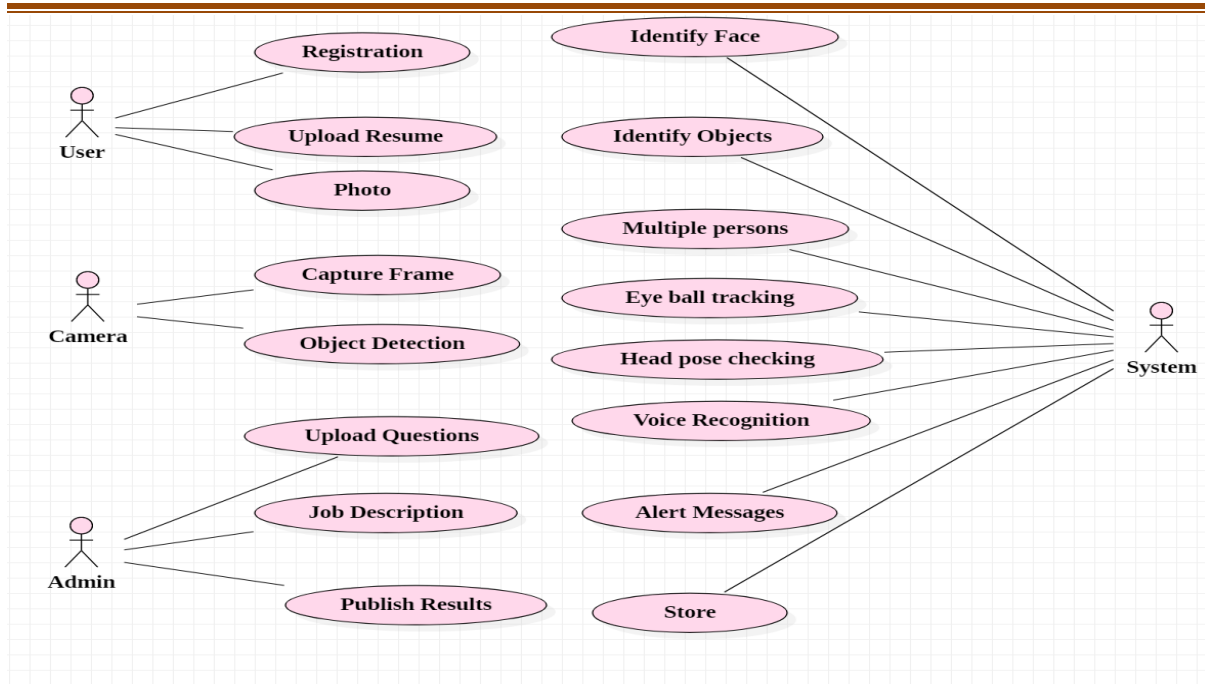 Registration
Upload Resume
Photo
User
Capture Frame
Object Detection
Camera
Upload Questions
Job Description
Publish Results
Admin
Identify Face
Identify Objects
Multiple persons
Eye ball tracking
Head pose checking
Voice Recognition
Alert Messages
Store
System